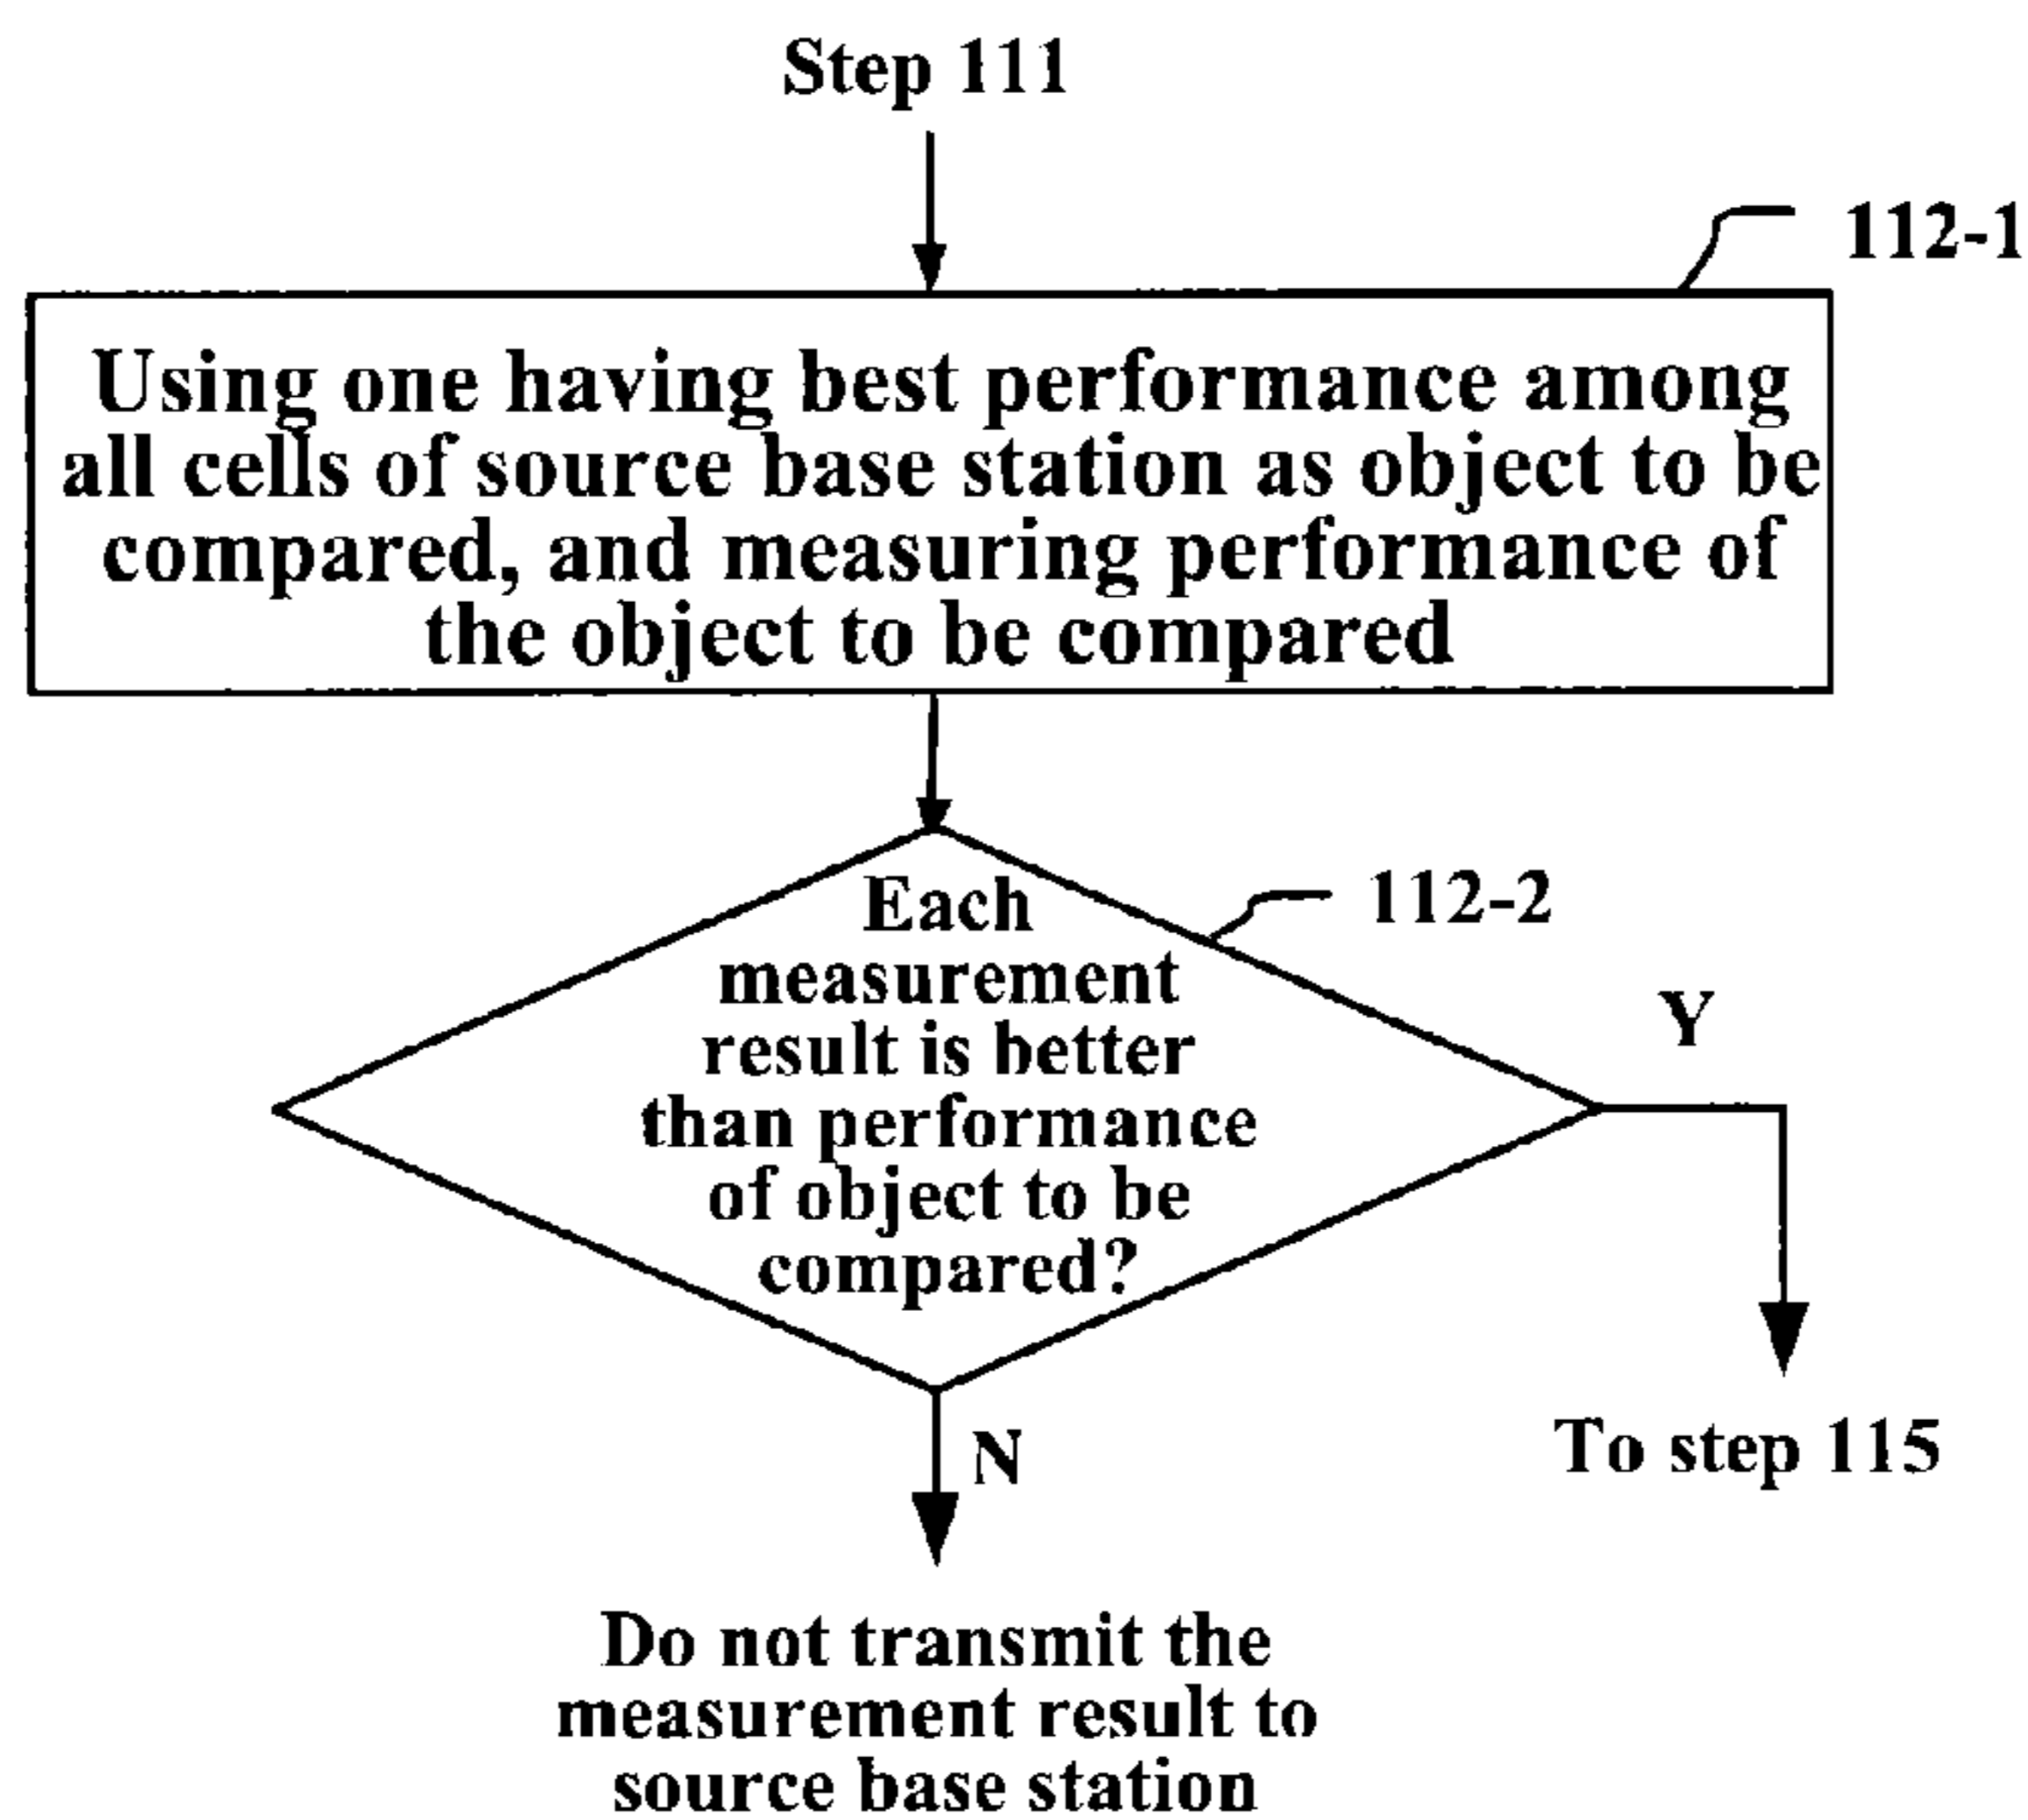 Step 111
112-1
Using one having best performance among
all cells of source base station as object to be
compared, and measuring performance of
the object to be compared
Each
measurement
result is better
than performance
of object to be
compared?
112-2
Y
To step 115
N
Do not transmit the
measurement result to
source base station